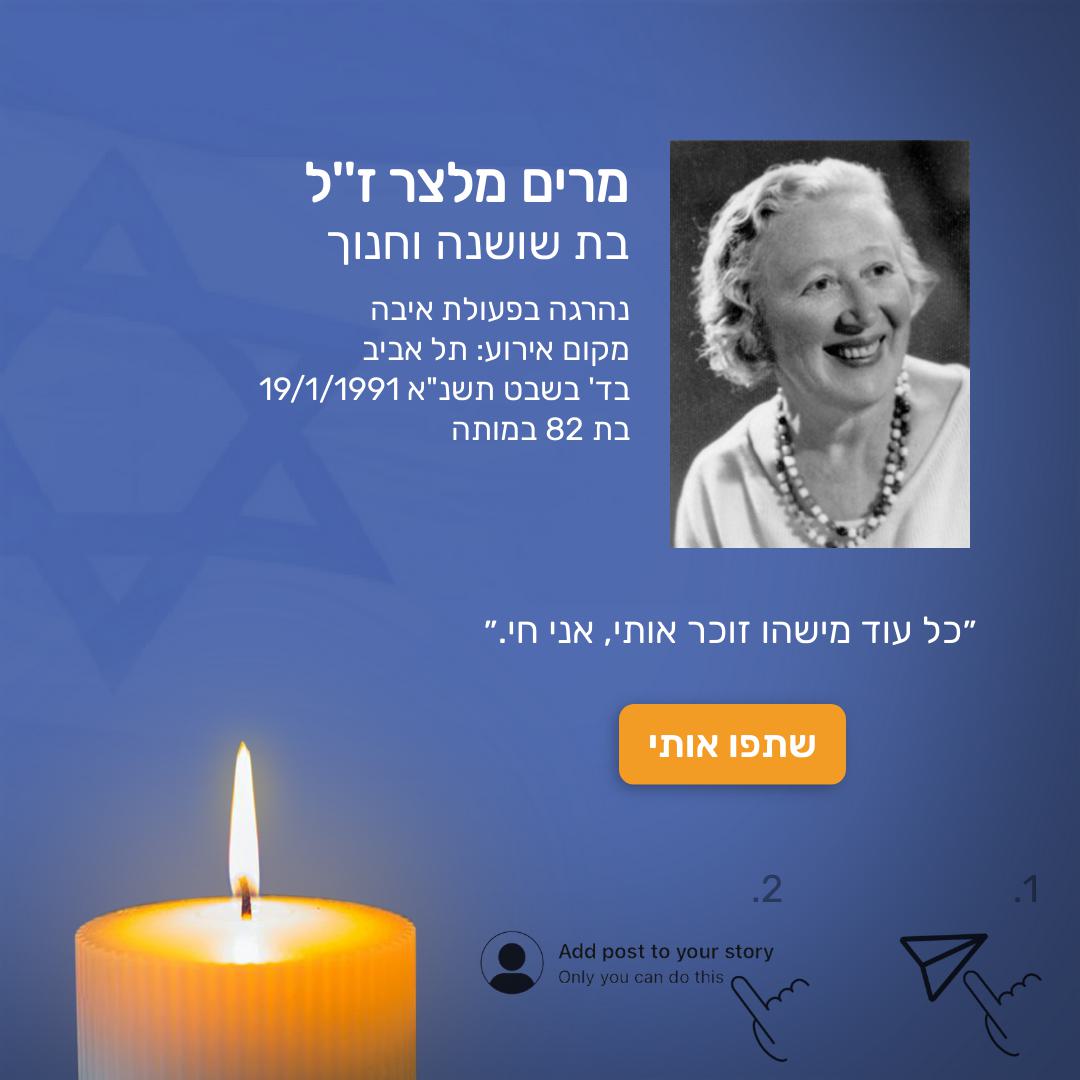 מרים מלצר ז"ל
בת שושנה וחנוך
נהרגה בפעולת איבה
מקום אירוע: תל אביב
בד' בשבט תשנ"א 19/1/1991
בת 82 במותה
״כל עוד מישהו זוכר אותי, אני חי.״
שתפו אותי
1.
2.
Add post to your story
Only you can do this